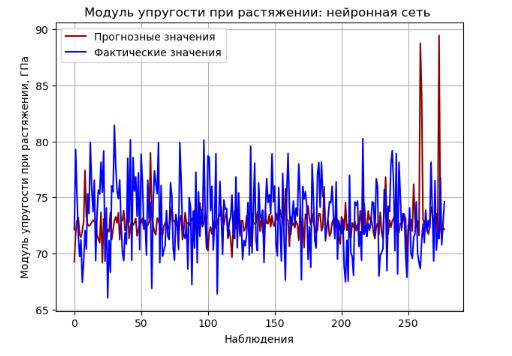 Модуль упругости при растяжении: нейронная сеть
Прогнозные значения
Фактические значения
Модуль упругости при растяжении, ГПа
90
85
80
75
70
65
0
50
100
150
200
250
Наблюдения